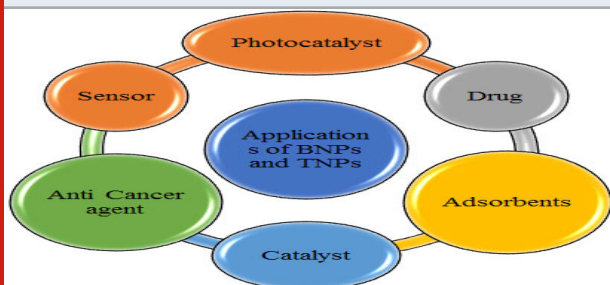 Photocatalyst
Sensor
Drug
Application
s of BNPs
and TNPs
Anti Cancer
agent
Adsorbents
Catalyst